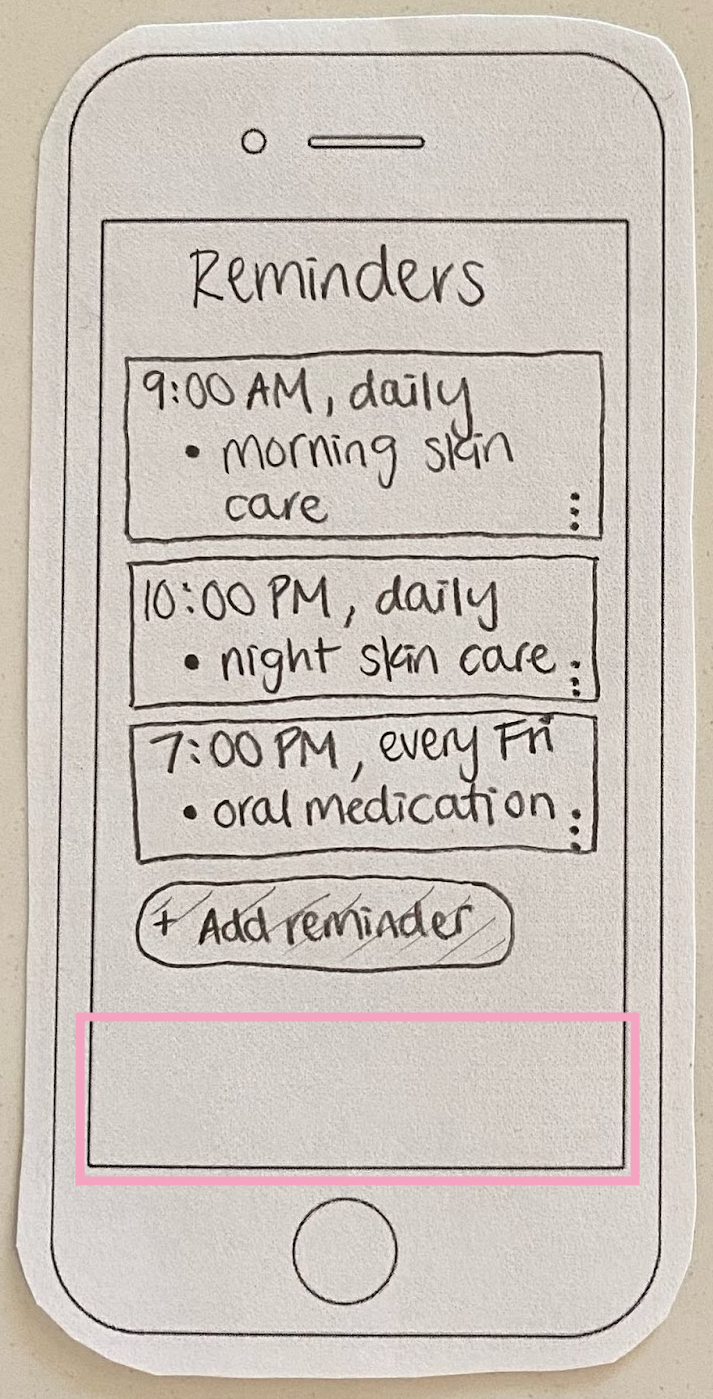 Reminders
9:00 AM, daily
• morning skin
care
10:00 PM, daily
• night skin care
7:00 PM, every Fri
• oral medication
+ Add reminder